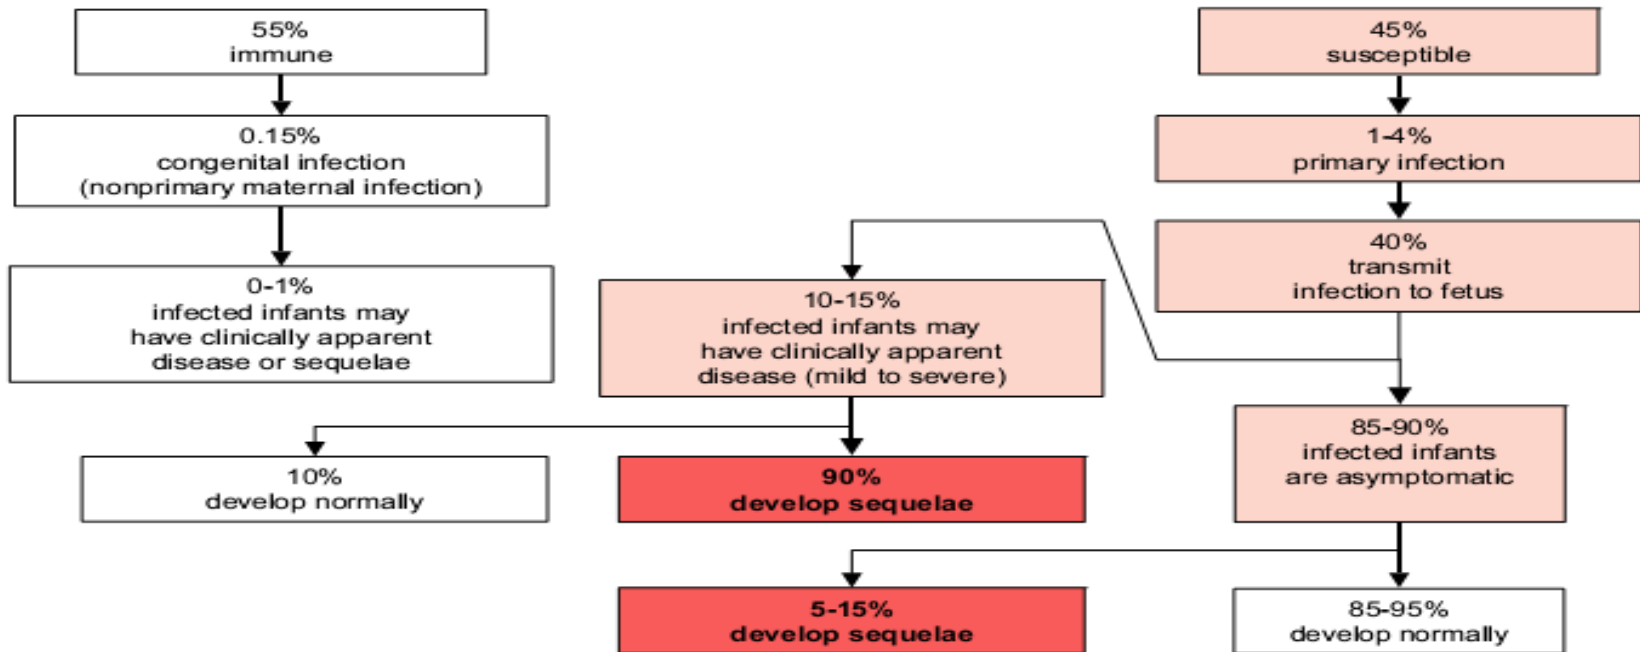 55%
immune
0.15%
congenital infection
(nonprimary maternal infection)
0-1%
infected infants may
have clinically apparent
disease or sequelae
45%
susceptible
1-4%
primary infection
40%
transmit
infection to fetus
10-15%
infected infants may
have clinically apparent
disease (mild to severe)
85-90%
infected infants
are asymptomatic
10%
develop normally
90%
develop sequelae
5-15%
develop sequelae
85-95%
develop normally